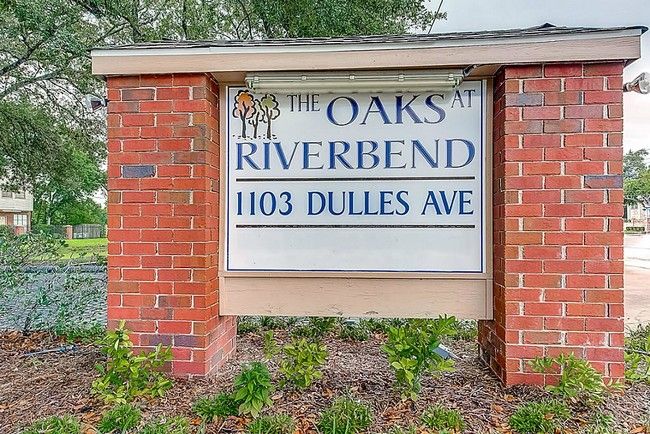 THE OAKS AT
RIVERBEND
1103 DULLES AVE